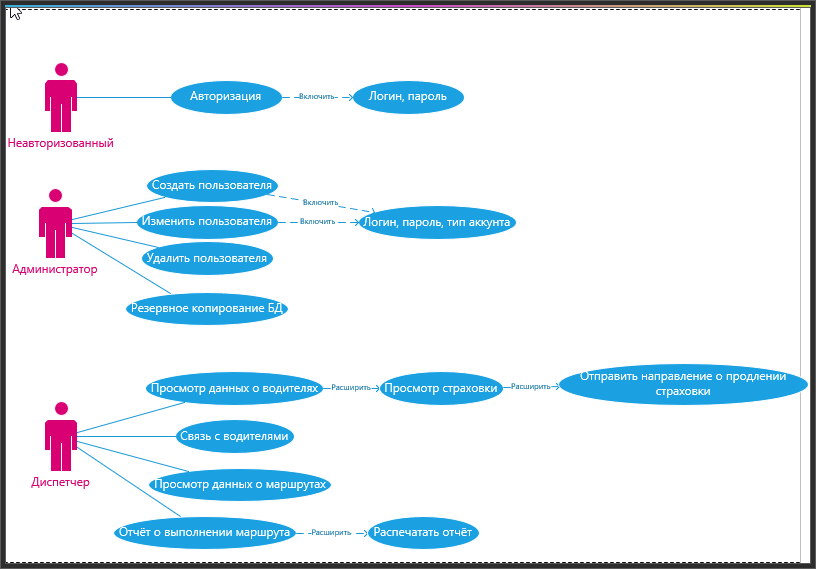 Авторизация
Включить
Логин, пароль
Неавторизованный
Создать пользователя
Включить
Изменить пользователя
Включить
Логин, пароль, тип аккунта
Удалить пользователя
Администратор
Резервное копирование БД
Просмотр данных о водителях
Расширить
Просмотр страховки
Расширить
Отправить направление о продлении
страховки
Связь с водителями
Диспетчер
Просмотр данных о маршрутах
Отчёт о выполнении маршрута
Расширить
Распечатать отчёт